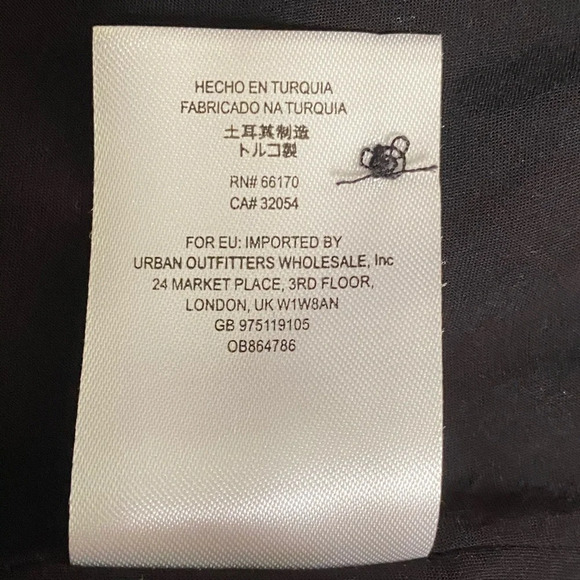 HECHO EN TURQUIA
FABRICADO NA TURQUIA
土耳其制造
トルコ製
RN# 66170
CA# 32054
FOR EU: IMPORTED BY
URBAN OUTFITTERS WHOLESALE, Inc
24 MARKET PLACE, 3RD FLOOR,
LONDON, UK W1W8AN
GB 975119105
OB864786